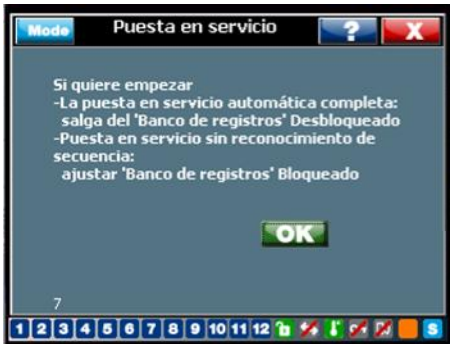 Modo Puesta en servicio ? X
Si quiere empezar
-La puesta en servicio automática completa:
salga del 'Banco de registros' Desbloqueado
-Puesta en servicio sin reconocimiento de
secuencia:
ajustar 'Banco de registros' Bloqueado
OK
7
1 2 3 4 5 6 7 8 9 10 11 12 S